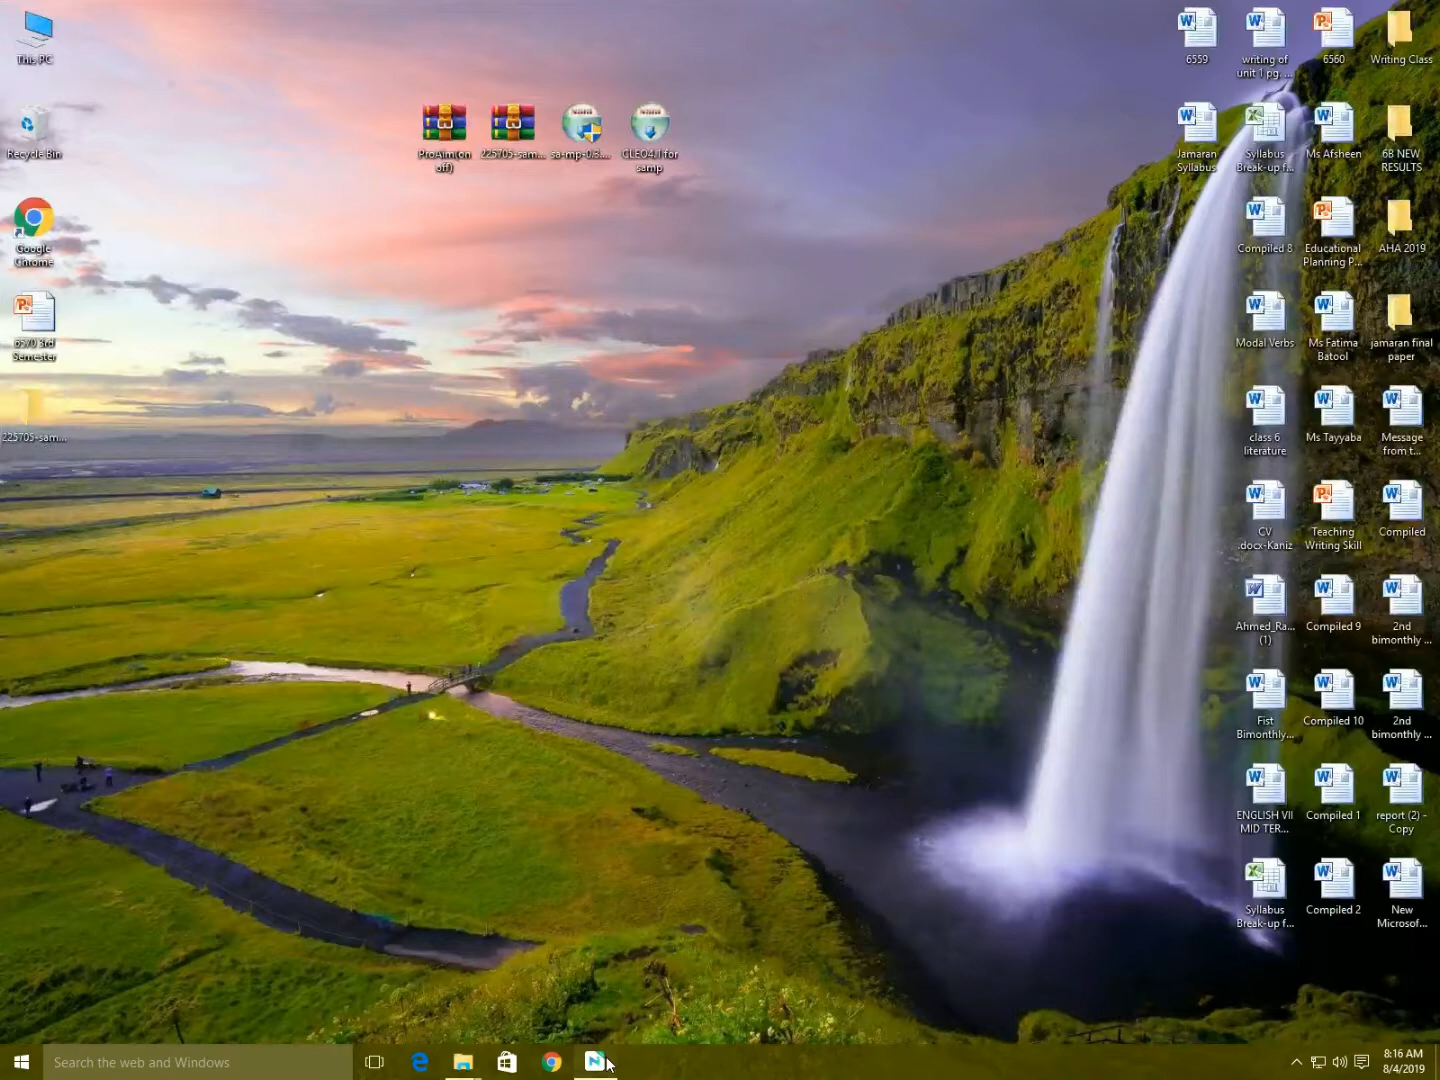 This PC
Recycle Bin
Google
Chrome
6570 3rd
Semester
225705-sam...
ProAim(on
off)
225705-sam...
sa-mp-0.3....
CLEO4.1 for
samp
6559
writing of
unit 1 pg. ...
6560
Writing Class
Jamaran
Syllabus
Syllabus
Break-up f...
Ms Afsheen
6B NEW
RESULTS
Compiled 8
Educational
Planning P...
AHA 2019
Modal Verbs
Ms Fatima
Batool
jamaran final
paper
class 6
literature
Ms Tayyaba
Message
from t...
CV
.docx-Kaniz
Teaching
Writing Skill
Compiled
Ahmed_Ra...
(1)
Compiled 9
2nd
bimonthly ...
Fist
Bimonthly...
Compiled 10
2nd
bimonthly ...
ENGLISH VII
MID TER...
Compiled 1
report (2) -
Copy
Syllabus
Break-up f...
Compiled 2
New
Microsof...
Search the web and Windows
8:16 AM
8/4/2019